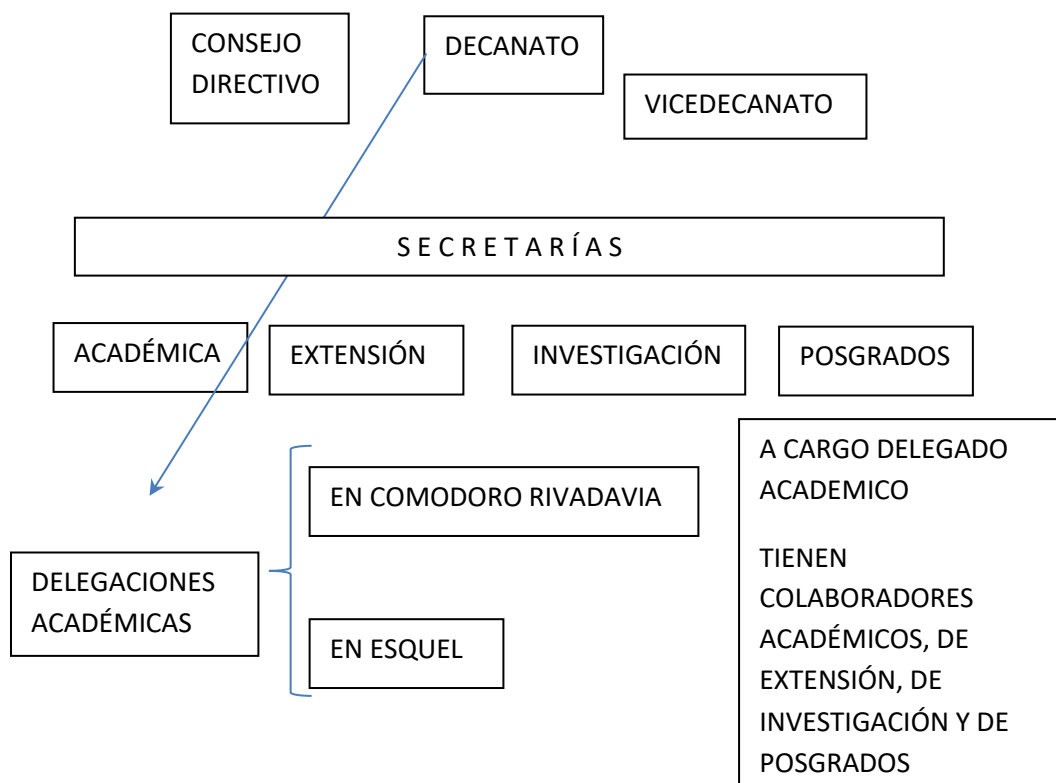 CONSEJO
DIRECTIVO
DECANATO
VICEDECANATO
S E C R E T A R Í A S
ACADÉMICA
EXTENSIÓN
INVESTIGACIÓN
POSGRADOS
DELEGACIONES
ACADÉMICAS
EN COMODORO RIVADAVIA
EN ESQUEL
A CARGO DELEGADO
ACADEMICO
TIENEN
COLABORADORES
ACADÉMICOS, DE
EXTENSIÓN, DE
INVESTIGACIÓN Y DE
POSGRADOS